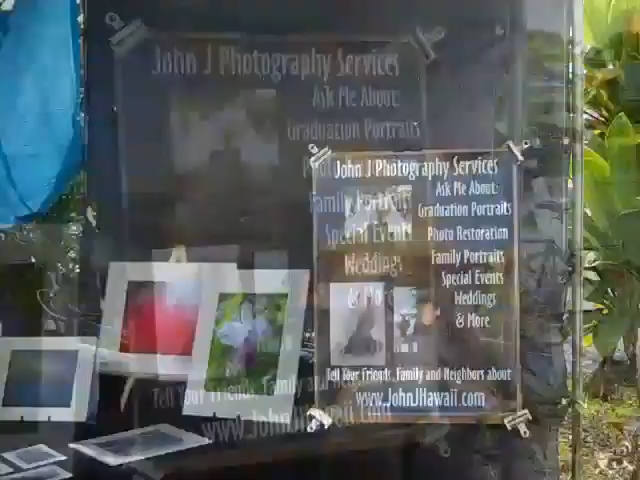 John J Photography Services
Ask Me About:
Graduation Portraits
Family Portraits
Special Events
Weddings
& More
Tell Your Friends, Family and
www.JohnJHawaii.com
John J Photography Services
Ask Me About:
Graduation Portraits
Photo Restoration
Family Portraits
Special Events
Weddings
& More
Tell Your Friends, Family and Neighbors about
www.JohnJHawaii.com